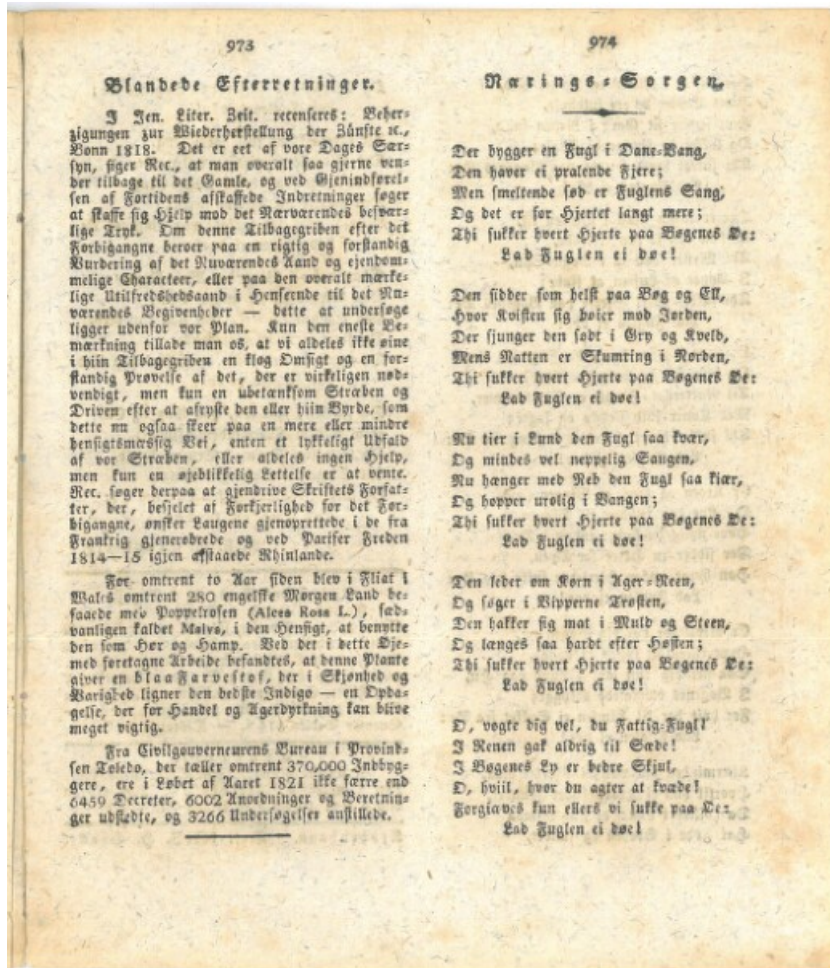 973
Blandede Efterretninger.
I Jen. Liter. Zeit. recenseres: Beher-
zigungen zur Wiederherstellung der Zünfte ꝛc.,
Bonn 1818. Det er eet af vore Dages Sær-
syn, siger Rec., at man overalt saa gjerne ven-
der tilbage til det Gamle, og ved Gjenindførel-
sen af Fortidens afskaffede Indretninger søger
at skaffe sig Hjelp mod det Nærværendes besvær-
lige Tryk. Om denne Tilbagegriben efter det
Forbigangne beroer paa en rigtig og forstandig
Vurdering af det Nuværendes Aand og ejendom-
melige Characteer, eller paa den overalt mærke-
lige Utilfredshedsaand i Henseende til det Nu-
værendes Begivenheder — dette at undersøge
ligger udenfor vor Plan. Kun den eneste Be-
mærkning tillade man os, at vi aldeles ikke øine
i hiin Tilbagegriben en klog Omsigt og en for-
standig Prøvelse af det, der er virkeligen nød-
vendigt, men kun en ubetænksom Stræben og
Driven efter at afryste den eller hiin Byrde, som
dette nu ogsaa skeer paa en mere eller mindre
hensigtsmæssig Vei, enten et lykkeligt Udfald
af vor Stræben, eller aldeles ingen Hjelp,
men kun en øjeblikkelig Lettelse er at vente.
Rec. søger derpaa at gjendrive Skriftets Forfat-
ter, der, besjelet af Forkjerlighed for det For-
bigangne, ønsker Laugene gjenoprettede i de fra
Frankrig gjenerobrede og ved Pariser Freden
1814—15 igjen afstaaede Rhinlande.
For omtrent to Aar siden blev i Fliat i
Wales omtrent 280 engelske Morgen Land be-
saaede med Poppelrosen (Alcea Rosa L.), sæd-
vanligen kaldet Malva, i den Hensigt, at benytte
den som Hør og Hamp. Ved det i dette Øje-
med foretagne Arbeide befandtes, at denne Plante
giver en blaa Farvestof, der i Skjønhed og
Varighed ligner den bedste Indigo — en Opda-
gelse, der for Handel og Agerdyrkning kan blive
meget vigtig.
Fra Civilgouverneurens Bureau i Provind-
sen Toledo, der tæller omtrent 370,000 Indbyg-
gere, ere i Løbet af Aaret 1821 ikke færre end
6459 Decreter, 6002 Anordninger og Beretnin-
ger udstedte, og 3266 Undersøgelser anstillede.
974
Nærings-Sorgen.
Der bygger en Fugl i Dane-Vang,
Den haver ei pralende Fjere;
Men smeltende sød er Fuglens Sang,
Og det er for Hjertet langt mere;
Thi sukker hvert Hjerte paa Bøgenes Øe:
Lad Fuglen ei døe!
Den sidder som helst paa Bøg og Ell,
Hvor Kvisten sig bøier mod Jorden,
Der sjunger den sødt i Gry og Kveld,
Mens Natten er Skumring i Norden,
Thi sukker hvert Hjerte paa Bøgenes Øe:
Lad Fuglen ei døe!
Nu tier i Lund den Fugl saa kvær,
Og mindes vel neppelig Sangen,
Nu hænger med Neb den Fugl saa kiær,
Og hopper urolig i Vangen;
Thi sukker hvert Hjerte paa Bøgenes Øe:
Lad Fuglen ei døe!
Den leder om Korn i Ager-Reen,
Og søger i Vipperne Trøsten,
Den hakker sig mat i Muld og Steen,
Og længes saa hardt efter Høsten;
Thi sukker hvert Hjerte paa Bøgenes Øe:
Lad Fuglen ei døe!
O, vogte dig vel, du Fattig-Fugl!
I Renen gak aldrig til Sæde!
I Bøgenes Ly er bedre Skjul,
O, hviil, hvor du agter at kvæde!
Forgiæves kun ellers vi sukke paa Øe:
Lad Fuglen ei døe!